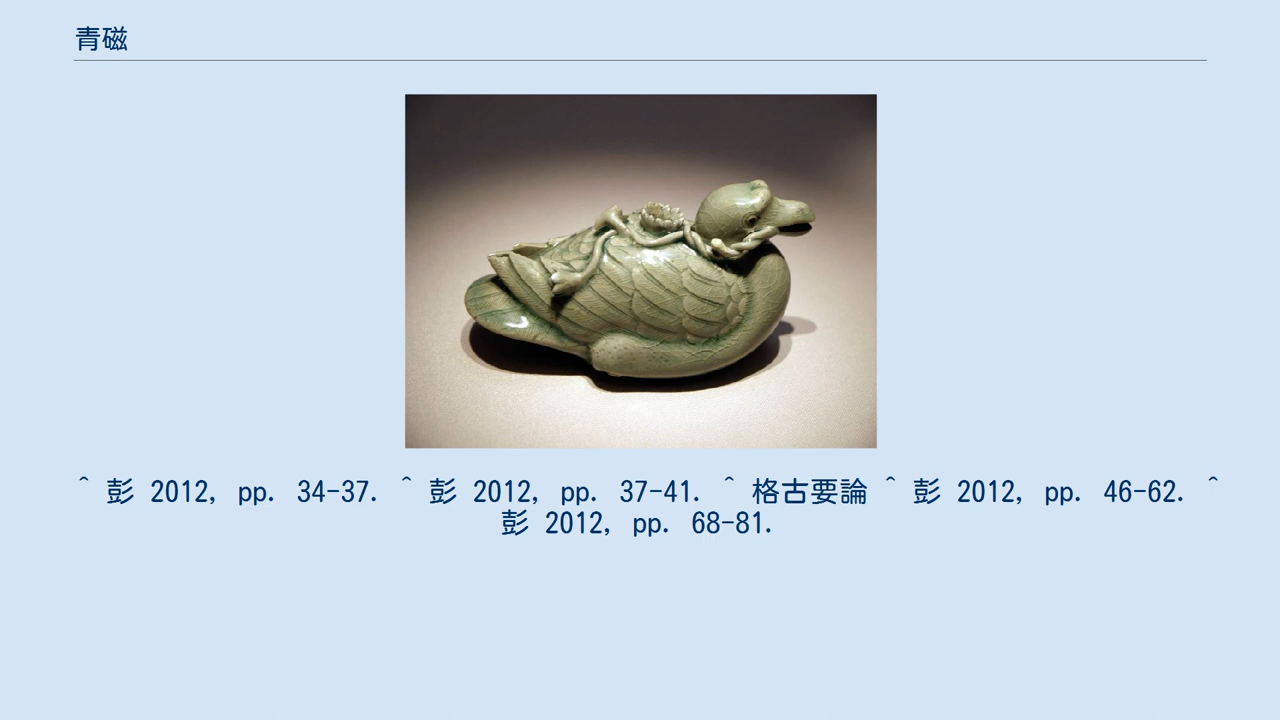 青磁
^ 彭 2012, pp. 34-37. ^ 彭 2012, pp. 37-41. ^ 格古要論 ^ 彭 2012, pp. 46-62. ^
彭 2012, pp. 68-81.